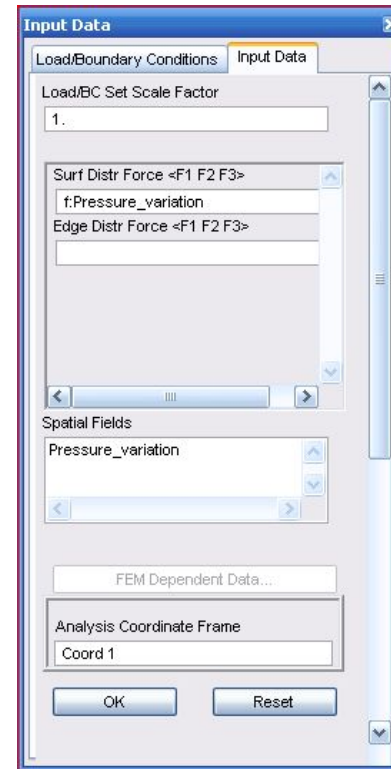 Input Data
Load/Boundary Conditions Input Data
Load/BC Set Scale Factor
1.
Surf Distr Force <F1 F2 F3>
f:Pressure_variation
Edge Distr Force <F1 F2 F3>
Spatial Fields
Pressure_variation
FEM Dependent Data...
Analysis Coordinate Frame
Coord 1
OK Reset